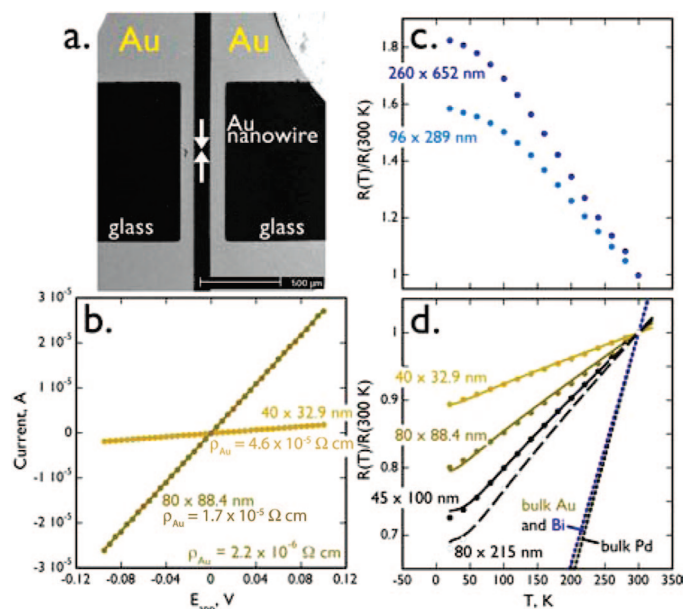 a.
Au
Au
Au
nanowire
glass
glass
500 µm
b.
3 10⁻⁵
2 10⁻⁵
1 10⁻⁵
0
-1 10⁻⁵
-2 10⁻⁵
-3 10⁻⁵
Current, A
40 x 32.9 nm
ρAu = 4.6 x 10⁻⁵ Ω cm
80 x 88.4 nm
ρAu = 1.7 x 10⁻⁵ Ω cm
ρAu = 2.2 x 10⁻⁶ Ω cm
-0.12 -0.08 -0.04 0 0.04 0.08 0.12
Eapp, V
c.
1.8
1.6
1.4
1.2
1
R(T)/R(300 K)
260 x 652 nm
96 x 289 nm
d.
1
0.9
0.8
0.7
R(T)/R(300 K)
40 x 32.9 nm
80 x 88.4 nm
45 x 100 nm
80 x 215 nm
bulk Au
and Bi
bulk Pd
-50 0 50 100 150 200 250 300 350
T, K